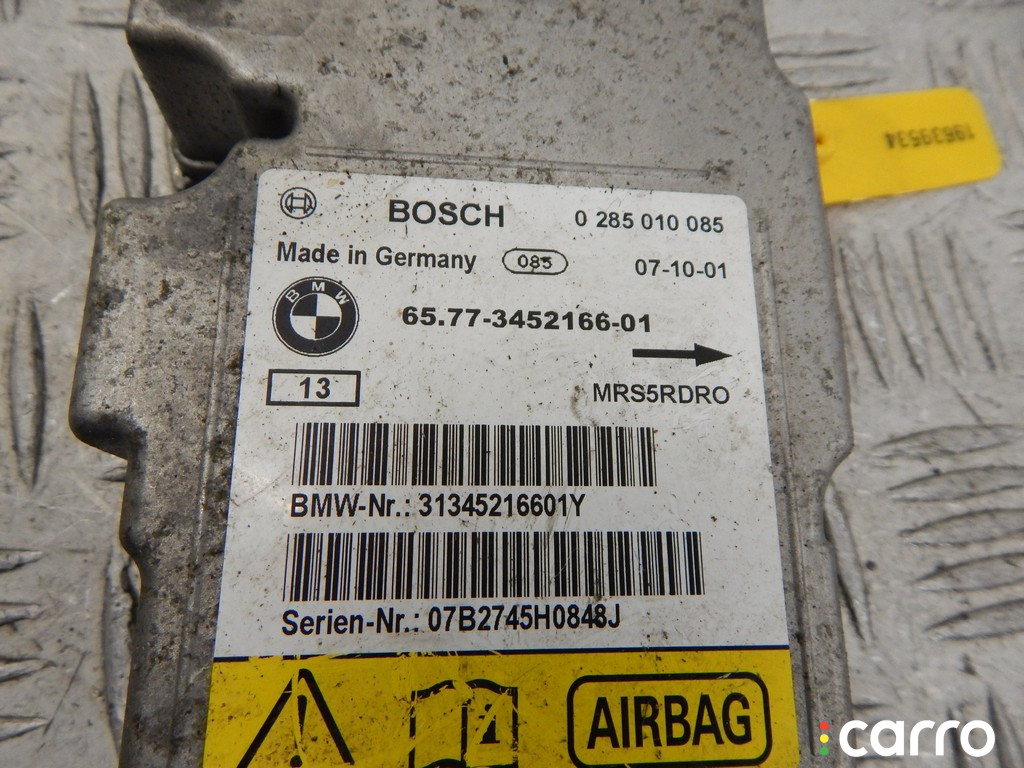 19639534
BOSCH 0 285 010 085
Made in Germany 085 07-10-01
BMW
65.77-3452166-01
13
MRS5RDRO
BMW-Nr.: 31345216601Y
Serien-Nr.: 07B2745H0848J
AIRBAG
carro